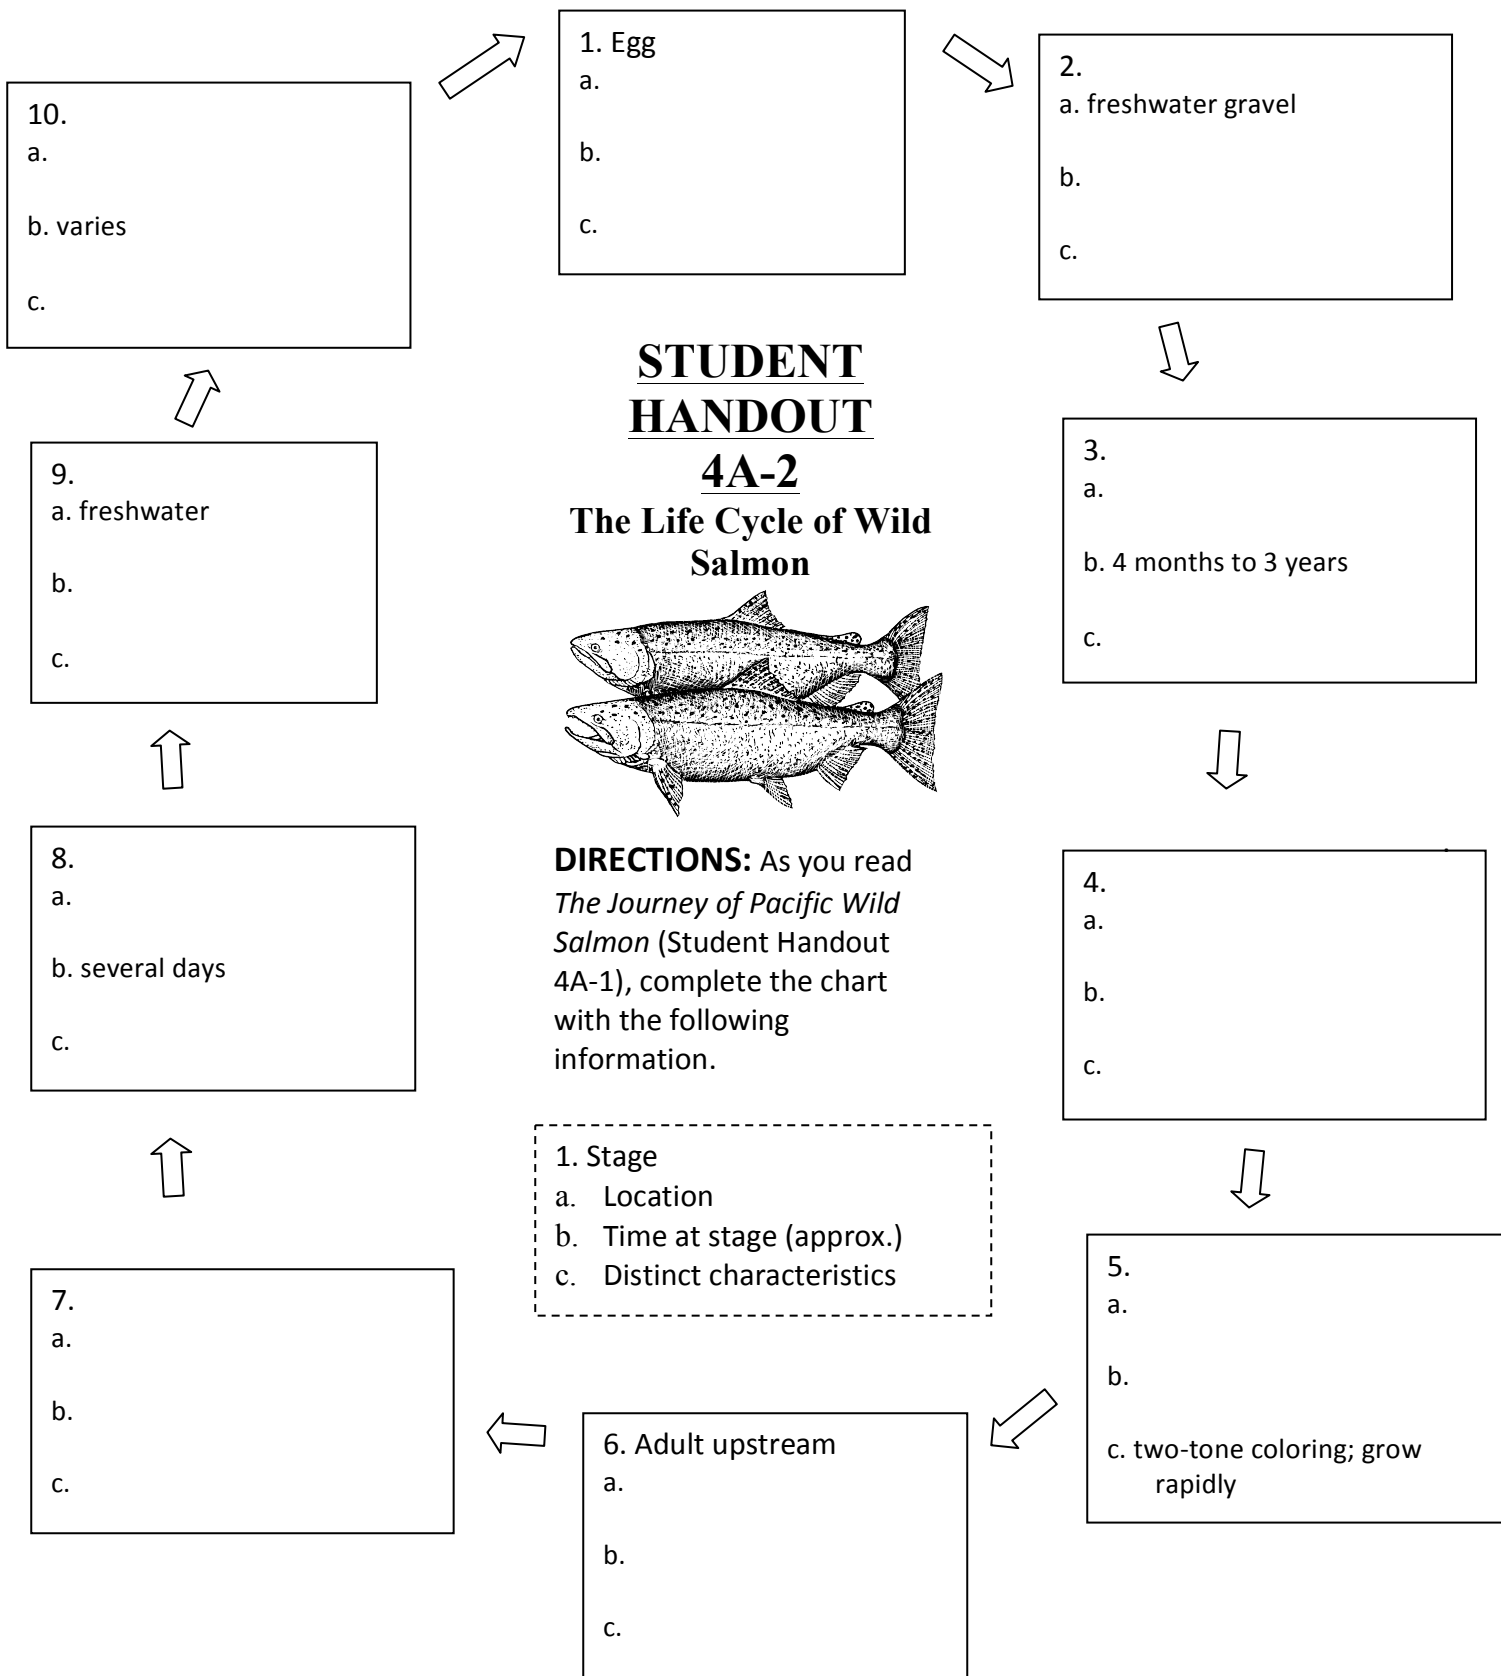 1. Egg
a.
b.
c.
2.
a. freshwater gravel
b.
c.
3.
a.
b. 4 months to 3 years
c.
4.
a.
b.
c.
5.
a.
b.
c. two-tone coloring; grow
rapidly
6. Adult upstream
a.
b.
c.
7.
a.
b.
c.
8.
a.
b. several days
c.
9.
a. freshwater
b.
c.
10.
a.
b. varies
c.
STUDENT
HANDOUT
4A-2
The Life Cycle of Wild
Salmon
DIRECTIONS: As you read
The Journey of Pacific Wild
Salmon (Student Handout
4A-1), complete the chart
with the following
information.
1. Stage
a. Location
b. Time at stage (approx.)
c. Distinct characteristics